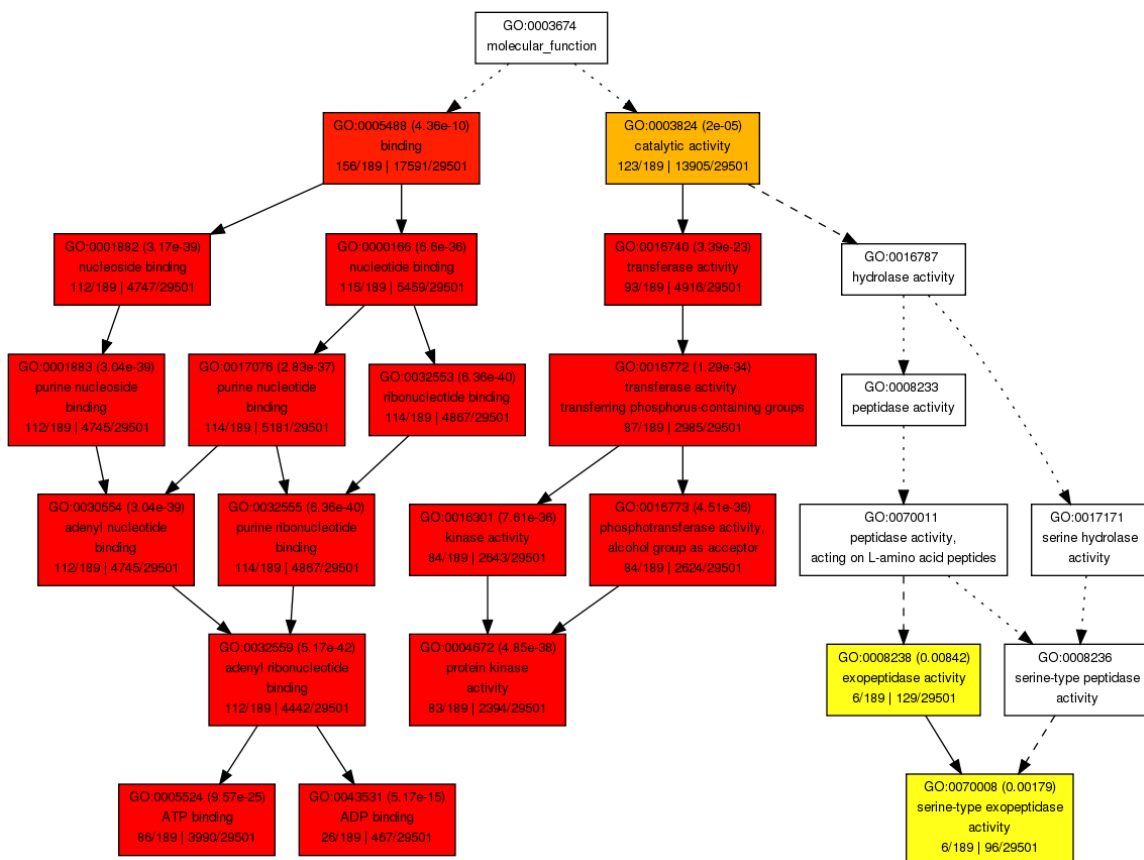 GO:0003674
molecular_function
GO:0005488 (4.36e-10)
binding
156/189 | 17591/29501
GO:0003824 (2e-05)
catalytic activity
123/189 | 13905/29501
GO:0001882 (3.17e-39)
nucleoside binding
112/189 | 4747/29501
GO:0000166 (6.6e-36)
nucleotide binding
115/189 | 5459/29501
GO:0016740 (3.39e-23)
transferase activity
93/189 | 4916/29501
GO:0016787
hydrolase activity
GO:0001883 (3.04e-39)
purine nucleoside
binding
112/189 | 4745/29501
GO:0017076 (2.83e-37)
purine nucleotide
binding
114/189 | 5181/29501
GO:0032553 (6.36e-40)
ribonucleotide binding
114/189 | 4867/29501
GO:0016772 (1.29e-34)
transferase activity,
transferring phosphorus-containing groups
87/189 | 2985/29501
GO:0008233
peptidase activity
GO:0030554 (3.04e-39)
adenyl nucleotide
binding
112/189 | 4745/29501
GO:0032555 (6.36e-40)
purine ribonucleotide
binding
114/189 | 4867/29501
GO:0016301 (7.61e-36)
kinase activity
84/189 | 2643/29501
GO:0016773 (4.51e-36)
phosphotransferase activity,
alcohol group as acceptor
84/189 | 2624/29501
GO:0070011
peptidase activity,
acting on L-amino acid peptides
GO:0017171
serine hydrolase
activity
GO:0032559 (5.17e-42)
adenyl ribonucleotide
binding
112/189 | 4442/29501
GO:0004672 (4.85e-38)
protein kinase
activity
83/189 | 2394/29501
GO:0008238 (0.00842)
exopeptidase activity
6/189 | 129/29501
GO:0008236
serine-type peptidase
activity
GO:0005524 (9.57e-25)
ATP binding
86/189 | 3990/29501
GO:0043531 (5.17e-15)
ADP binding
26/189 | 467/29501
GO:0070008 (0.00179)
serine-type exopeptidase
activity
6/189 | 96/29501